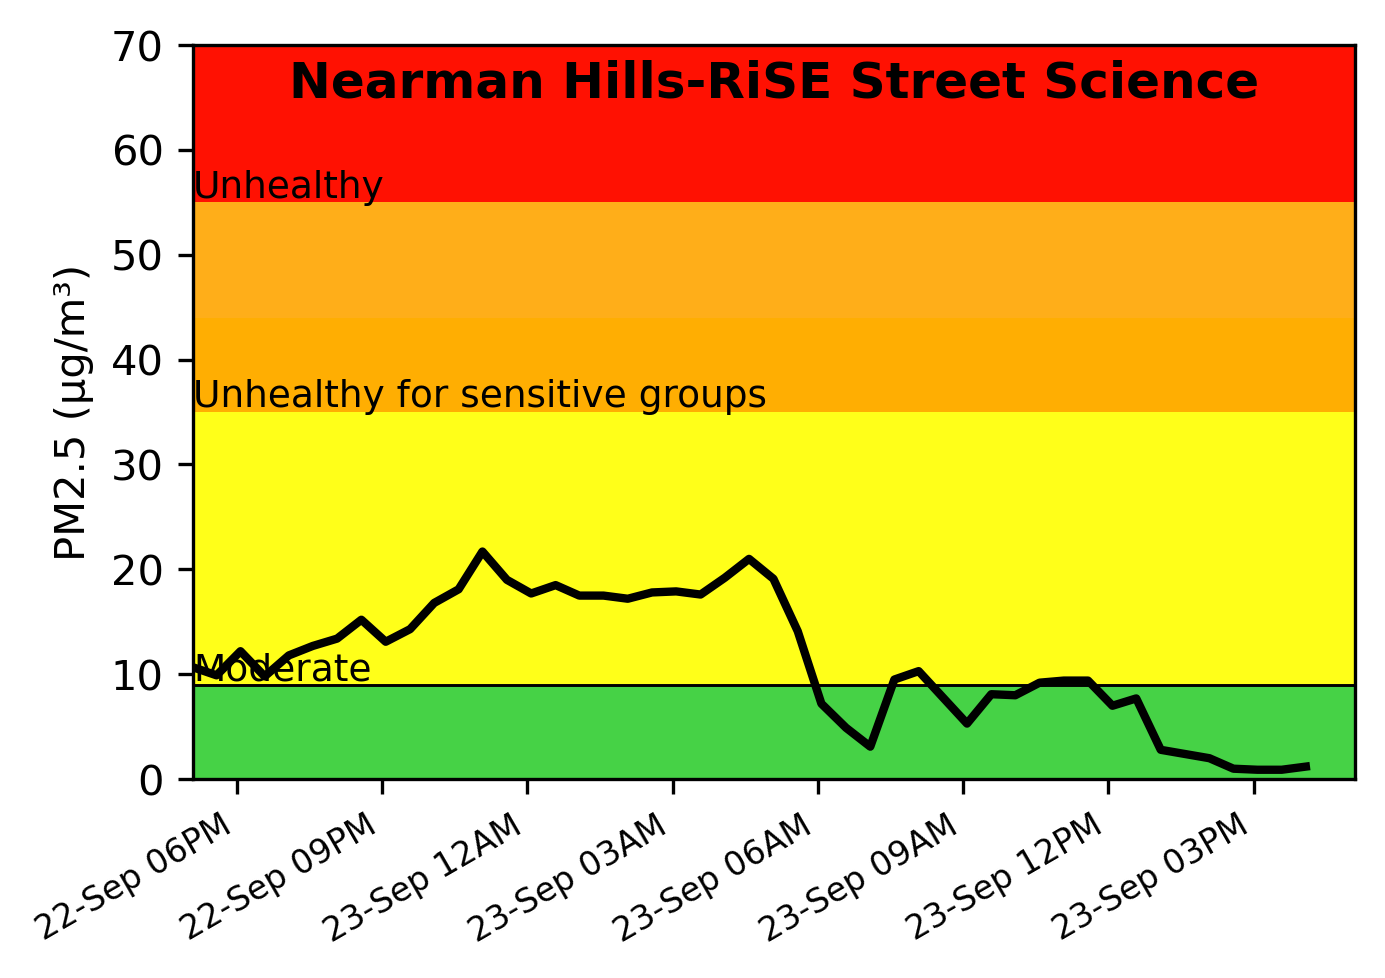 Nearman Hills-RiSE Street Science
70
60
50
40
30
20
10
0
PM2.5 (µg/m³)
Unhealthy
Unhealthy for sensitive groups
Moderate
22-Sep 06PM
22-Sep 09PM
23-Sep 12AM
23-Sep 03AM
23-Sep 06AM
23-Sep 09AM
23-Sep 12PM
23-Sep 03PM